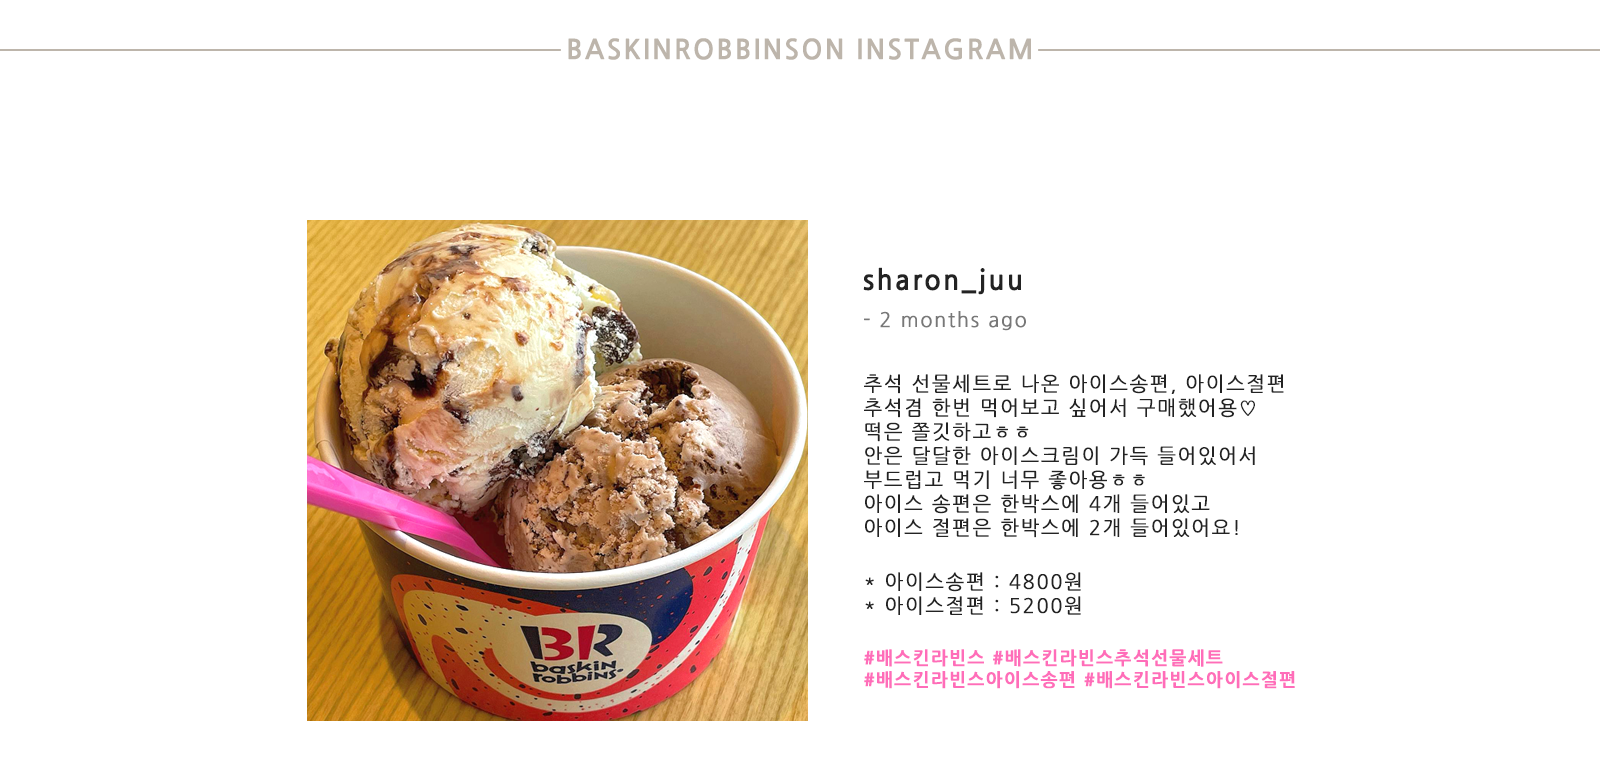 BASKINROBBINSON INSTAGRAM
sharon_juu
- 2 months ago
추석 선물세트로 나온 아이스송편, 아이스절편
추석겸 한번 먹어보고 싶어서 구매했어용♡
떡은 쫄깃하고ㅎㅎ
안은 달달한 아이스크림이 가득 들어있어서
부드럽고 먹기 너무 좋아용ㅎㅎ
아이스 송편은 한박스에 4개 들어있고
아이스 절편은 한박스에 2개 들어있어요!
* 아이스송편 : 4800원
* 아이스절편 : 5200원
#배스킨라빈스 #배스킨라빈스추석선물세트
#배스킨라빈스아이스송편 #배스킨라빈스아이스절편
BR
baskin
robbins